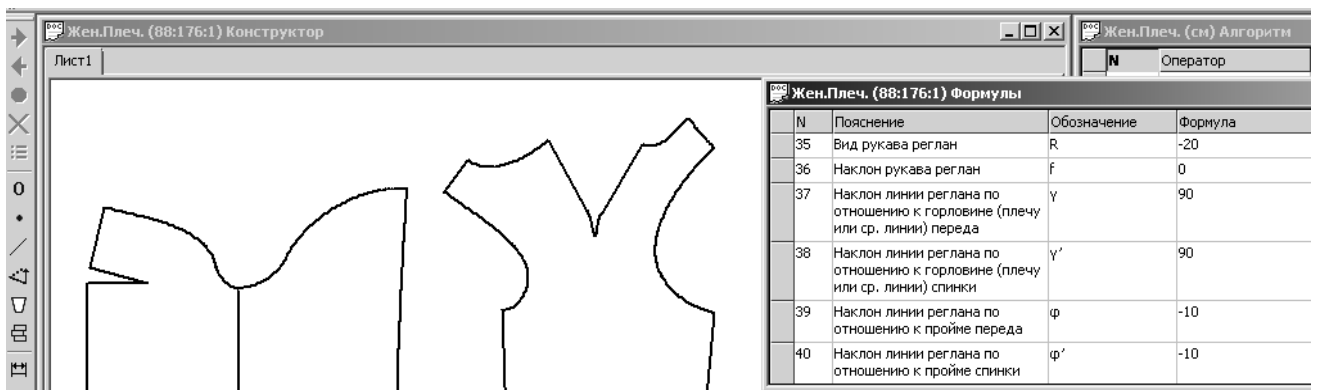 Жен.Плеч. (88:176:1) Конструктор
Жен.Плеч. (см) Алгоритм
Лист1
N Оператор
Жен.Плеч. (88:176:1) Формулы
N Пояснение Обозначение Формула
35 Вид рукава реглан R -20
36 Наклон рукава реглан f 0
37 Наклон линии реглана по γ 90
отношению к горловине (плечу
или ср. линии) переда
38 Наклон линии реглана по γ′ 90
отношению к горловине (плечу
или ср. линии) спинки
39 Наклон линии реглана по φ -10
отношению к пройме переда
40 Наклон линии реглана по φ′ -10
отношению к пройме спинки